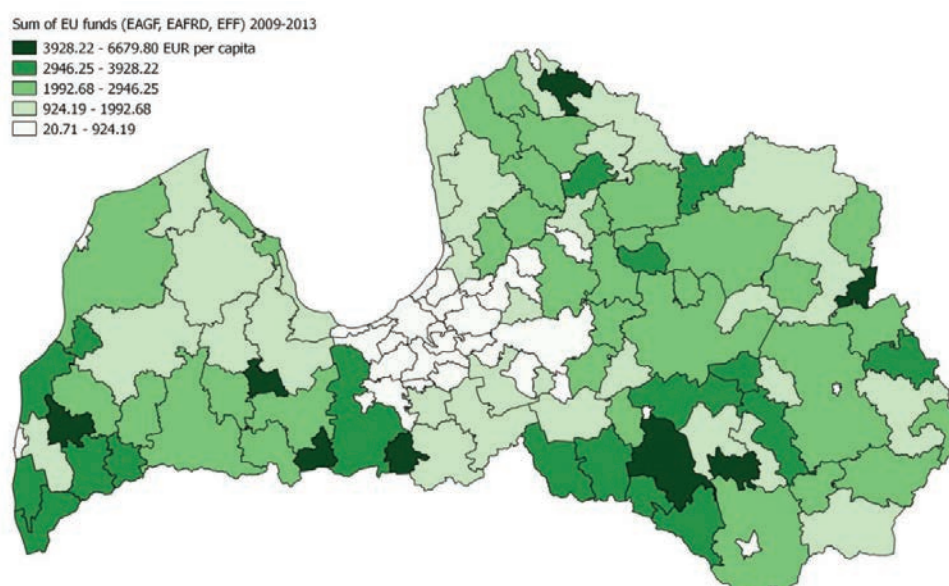 Sum of EU funds (EAGF, EAFRD, EFF) 2009-2013
3928.22 - 6679.80 EUR per capita
2946.25 - 3928.22
1992.68 - 2946.25
924.19 - 1992.68
20.71 - 924.19